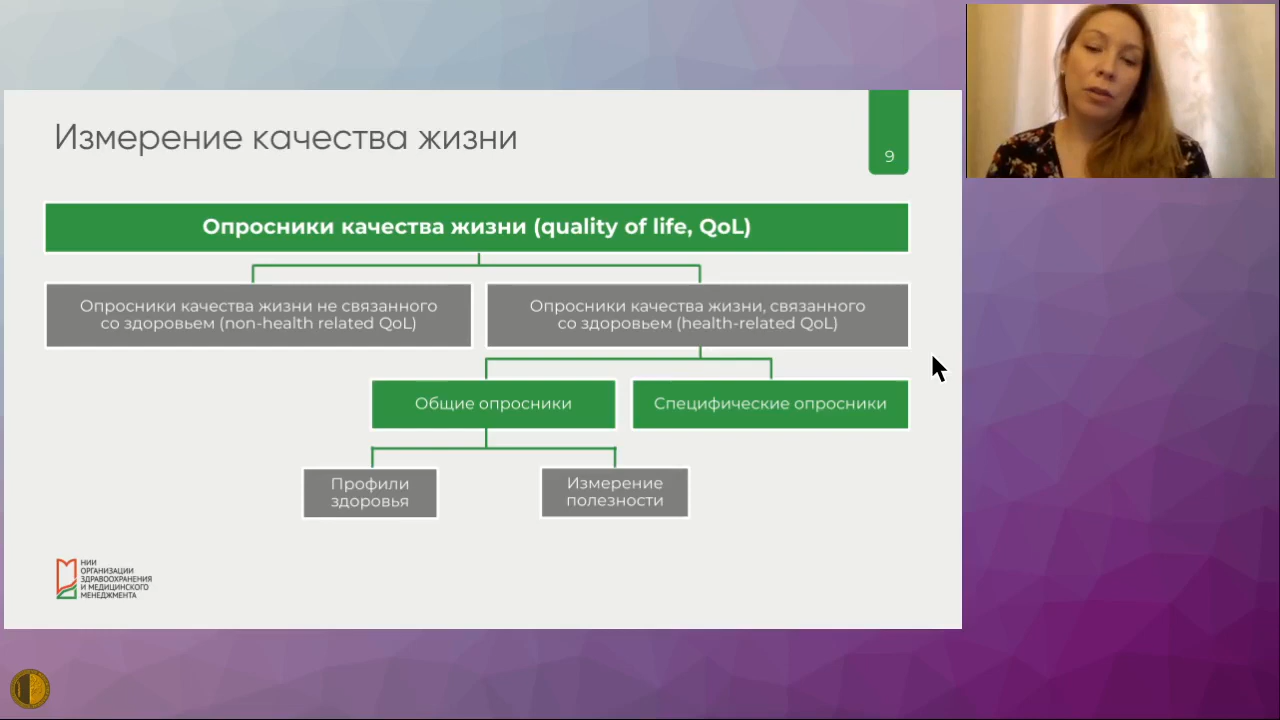 Измерение качества жизни
9
Опросники качества жизни (quality of life, QoL)
Опросники качества жизни не связанного
со здоровьем (non-health related QoL)
Опросники качества жизни, связанного
со здоровьем (health-related QoL)
Общие опросники
Специфические опросники
Профили
здоровья
Измерение
полезности
НИИ
ОРГАНИЗАЦИИ
ЗДРАВООХРАНЕНИЯ
И МЕДИЦИНСКОГО
МЕНЕДЖМЕНТА